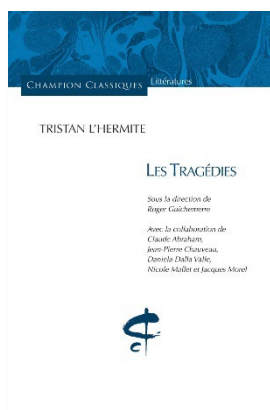 CHAMPION CLASSIQUES Littératures
TRISTAN L'HERMITE
LES TRAGÉDIES
Sous la direction de
Roger Guichemerre
Avec la collaboration de
Claude Abraham,
Jean-Pierre Chauveau,
Daniela Dalla Valle,
Nicole Mallet et Jacques Morel